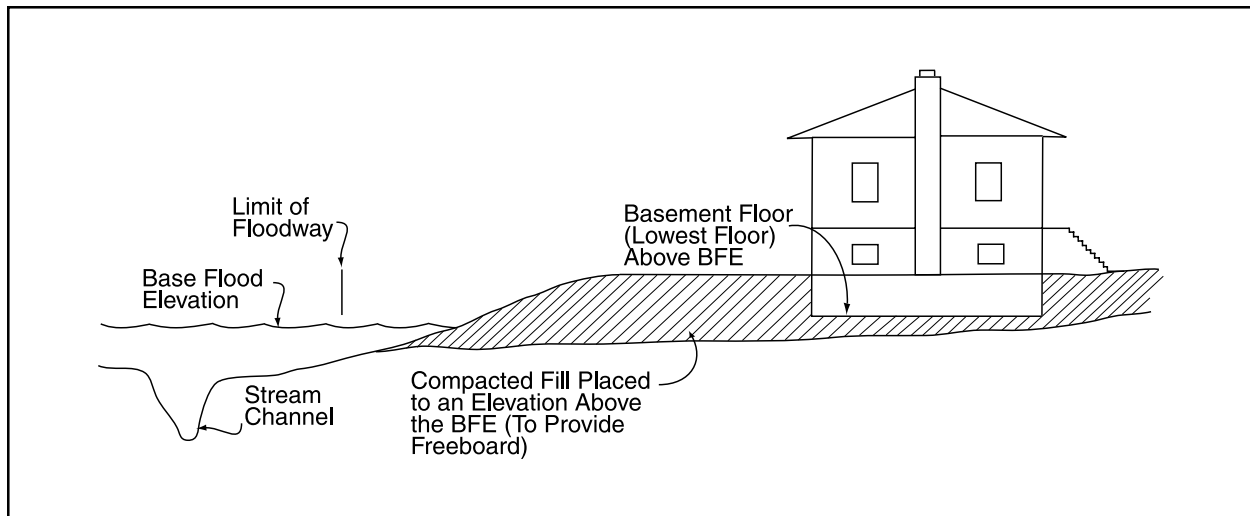 Limit of
Floodway
Base Flood
Elevation
Basement Floor
(Lowest Floor)
Above BFE
Stream
Channel
Compacted Fill Placed
to an Elevation Above
the BFE (To Provide
Freeboard)